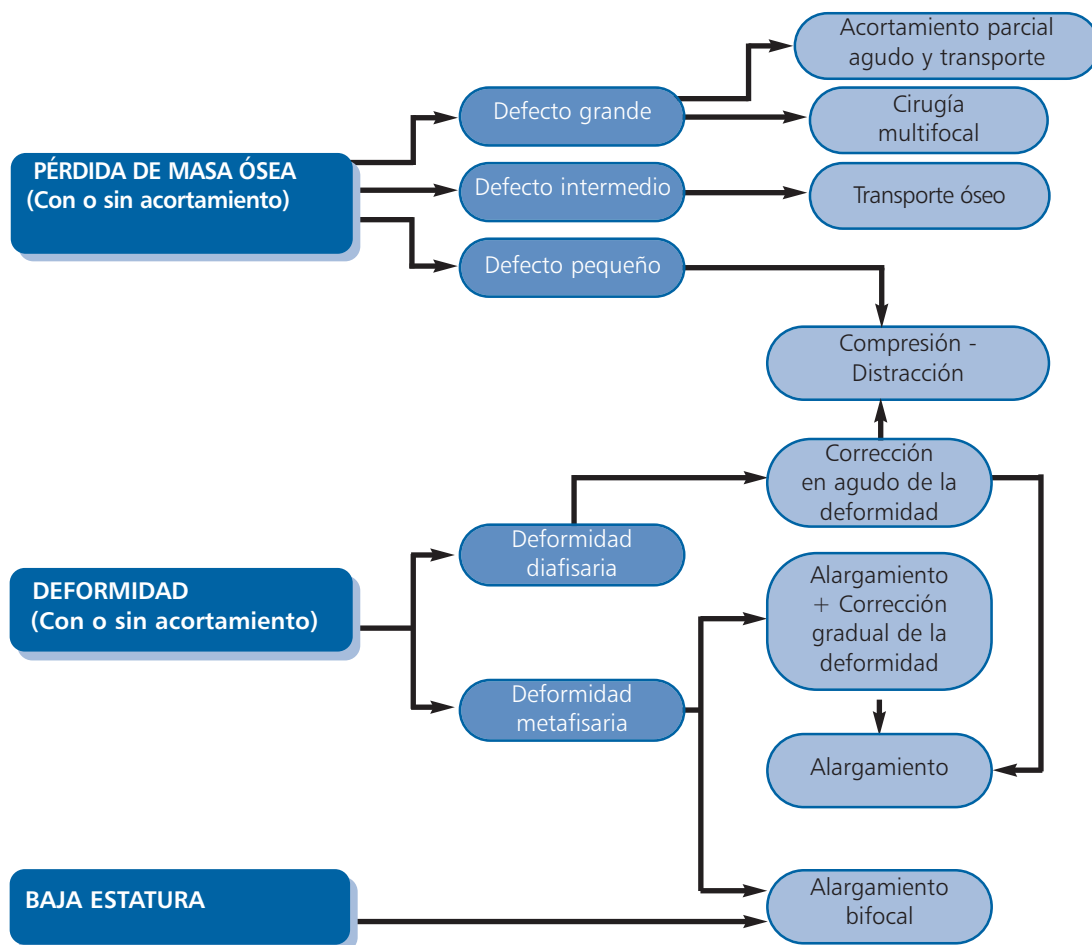 Acortamiento parcial
agudo y transporte
Defecto grande
Cirugía
multifocal
PÉRDIDA DE MASA ÓSEA
(Con o sin acortamiento)
Defecto intermedio
Transporte óseo
Defecto pequeño
Compresión -
Distracción
Corrección
en agudo de la
deformidad
Deformidad
diafisaria
DEFORMIDAD
(Con o sin acortamiento)
Alargamiento
+ Corrección
gradual de la
deformidad
Deformidad
metafisaria
Alargamiento
BAJA ESTATURA
Alargamiento
bifocal